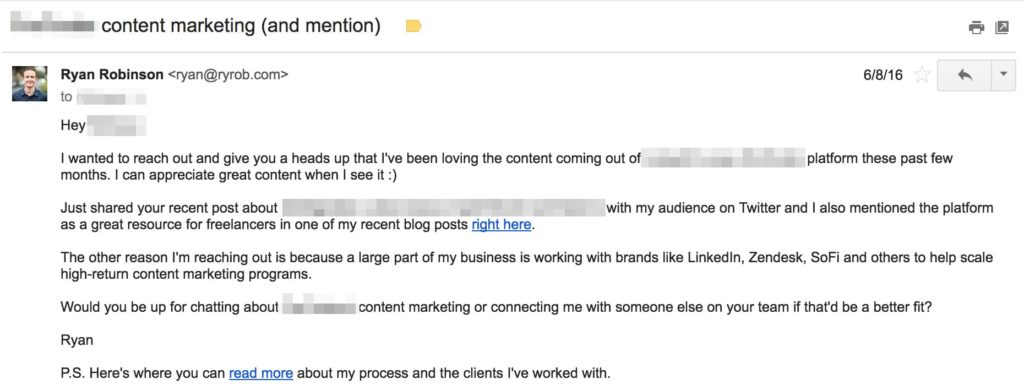 content marketing (and mention)
Ryan Robinson <ryan@ryrob.com>
6/8/16
to
Hey
I wanted to reach out and give you a heads up that I've been loving the content coming out of platform these past few
months. I can appreciate great content when I see it :)
Just shared your recent post about with my audience on Twitter and I also mentioned the platform
as a great resource for freelancers in one of my recent blog posts right here.
The other reason I'm reaching out is because a large part of my business is working with brands like LinkedIn, Zendesk, SoFi and others to help scale
high-return content marketing programs.
Would you be up for chatting about content marketing or connecting me with someone else on your team if that'd be a better fit?
Ryan
P.S. Here's where you can read more about my process and the clients I've worked with.